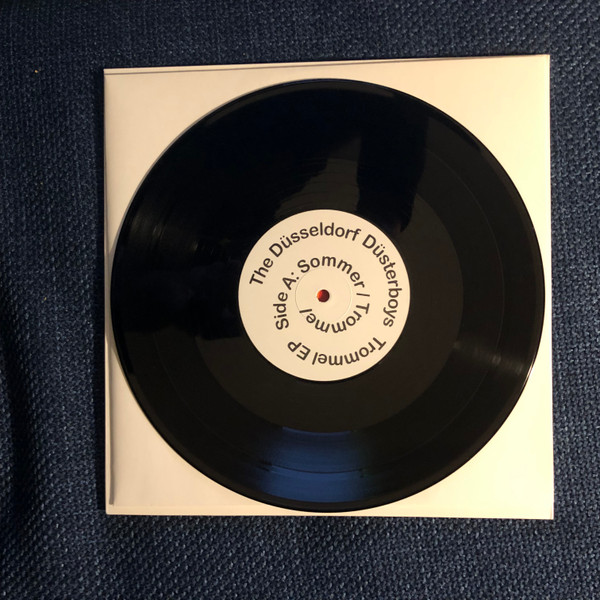 The Düsseldorf Düsterboys Trommel EP
Side A: Sommer / Trommel